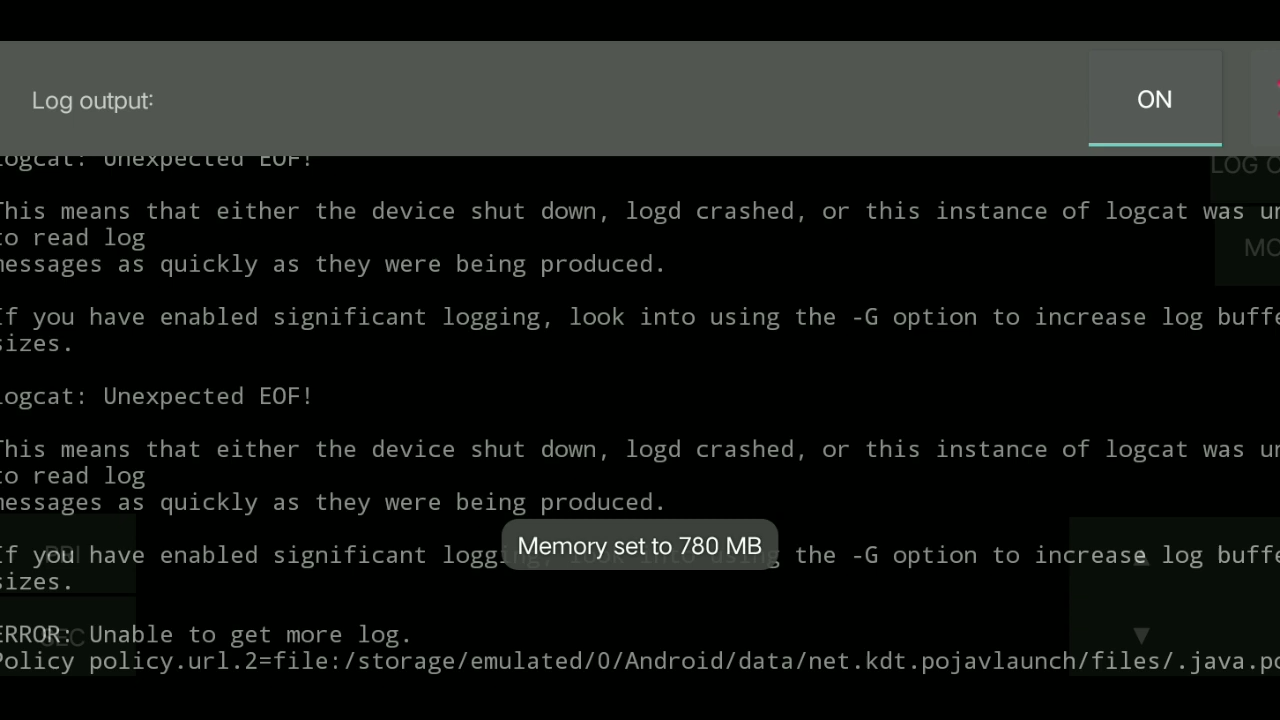 Log output:
ON
logcat: Unexpected EOF!
LOG
This means that either the device shut down, logd crashed, or this instance of logcat was
to read log
messages as quickly as they were being produced.
If you have enabled significant logging, look into using the -G option to increase log
sizes.
logcat: Unexpected EOF!
This means that either the device shut down, logd crashed, or this instance of logcat was
to read log
messages as quickly as they were being produced.
Memory set to 780 MB
PRI
If you have enabled significant logging, look into using the -G option to increase log
▲
sizes.
ERROR: Unable to get more log.
SEC
▼
Policy policy.url.2=file:/storage/emulated/0/Android/data/net.kdt.pojavlaunch/files/.java.po